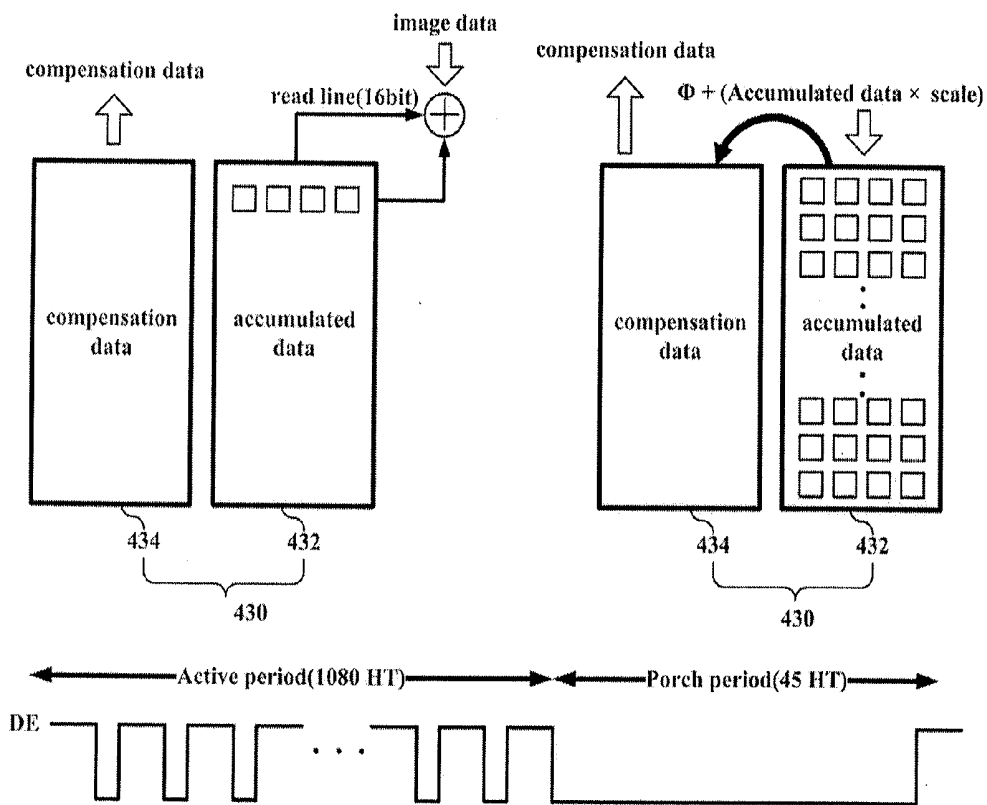 image data
compensation data
read line(16bit)
compensation data
Φ + (Accumulated data × scale)
compensation
data
accumulated
data
compensation
data
accumulated
data
434
432
430
434
432
430
Active period(1080 HT)
Porch period(45 HT)
DE